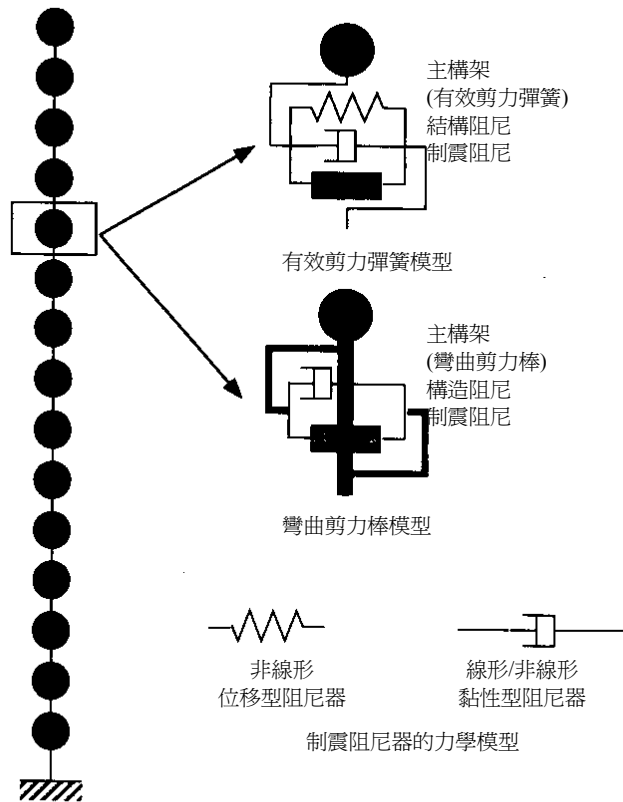 主構架
(有效剪力彈簧)
結構阻尼
制震阻尼
有效剪力彈簧模型
主構架
(彎曲剪力棒)
構造阻尼
制震阻尼
彎曲剪力棒模型
非線形
位移型阻尼器
線形/非線形
黏性型阻尼器
制震阻尼器的力學模型